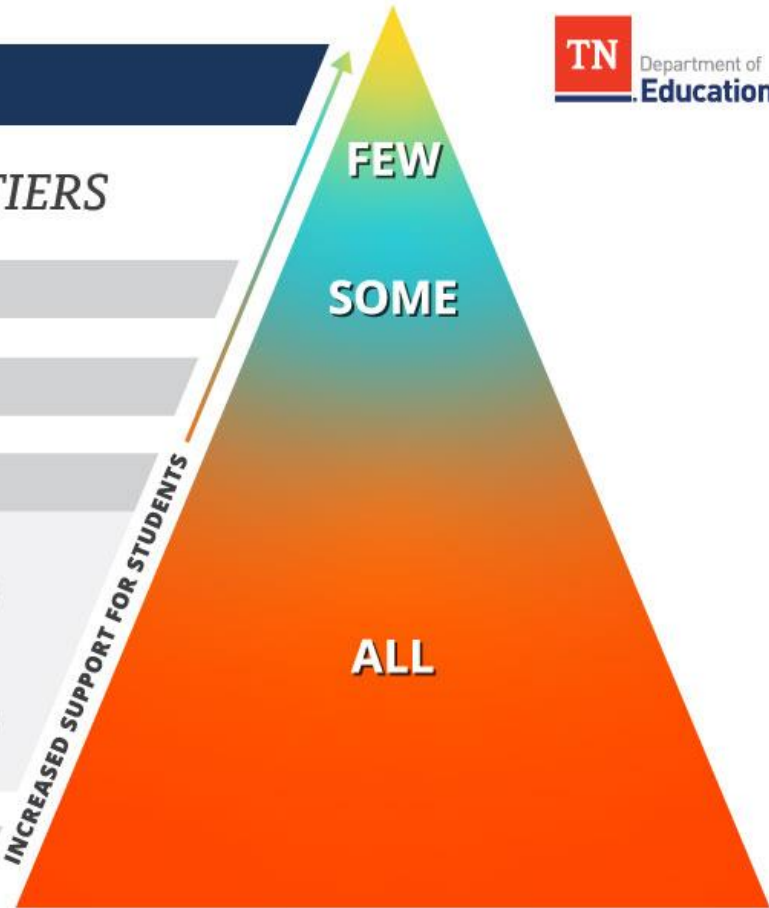 TN
Department of
Education
TIERS
FEW
SOME
INCREASED SUPPORT FOR STUDENTS
ALL